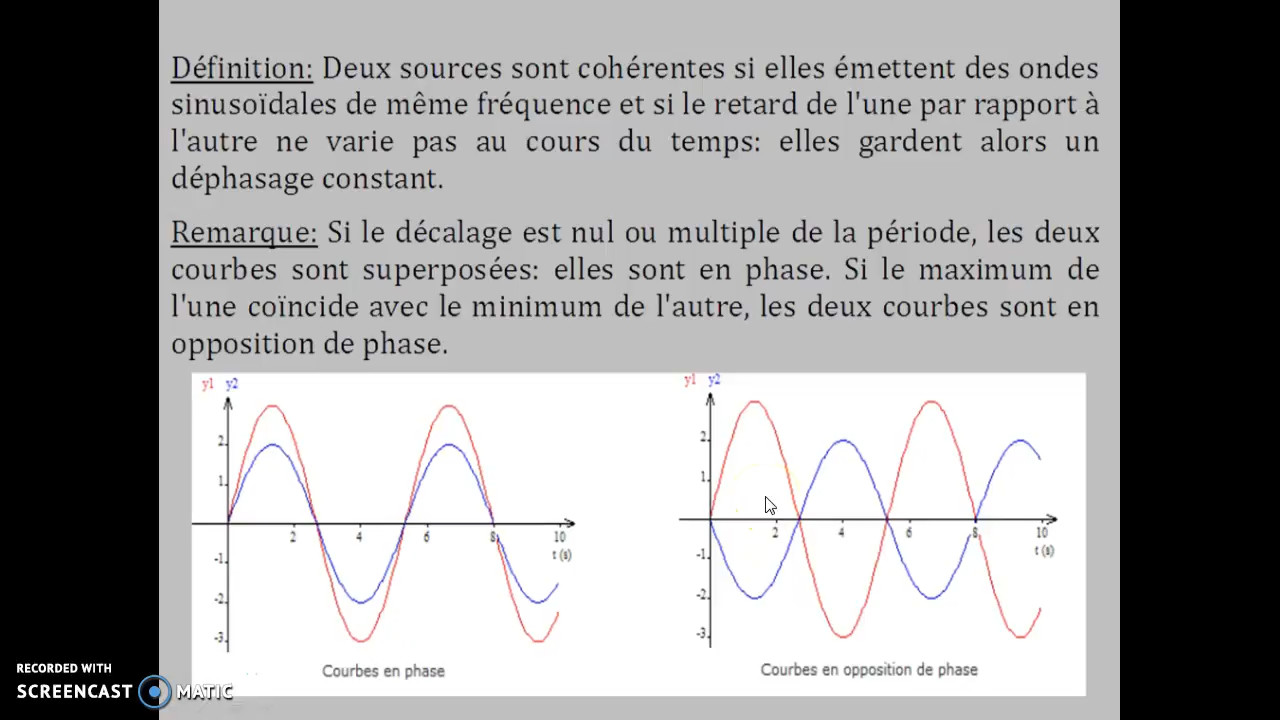 Définition: Deux sources sont cohérentes si elles émettent des ondes
sinusoïdales de même fréquence et si le retard de l'une par rapport à
l'autre ne varie pas au cours du temps: elles gardent alors un
déphasage constant.
Remarque: Si le décalage est nul ou multiple de la période, les deux
courbes sont superposées: elles sont en phase. Si le maximum de
l'une coïncide avec le minimum de l'autre, les deux courbes sont en
opposition de phase.
y1 y2
2
1
-1
-2
-3
2 4 6 8 10
t (s)
Courbes en phase
y1 y2
2
1
-1
-2
-3
2 4 6 8 10
t (s)
Courbes en opposition de phase
RECORDED WITH
SCREENCAST MATIC